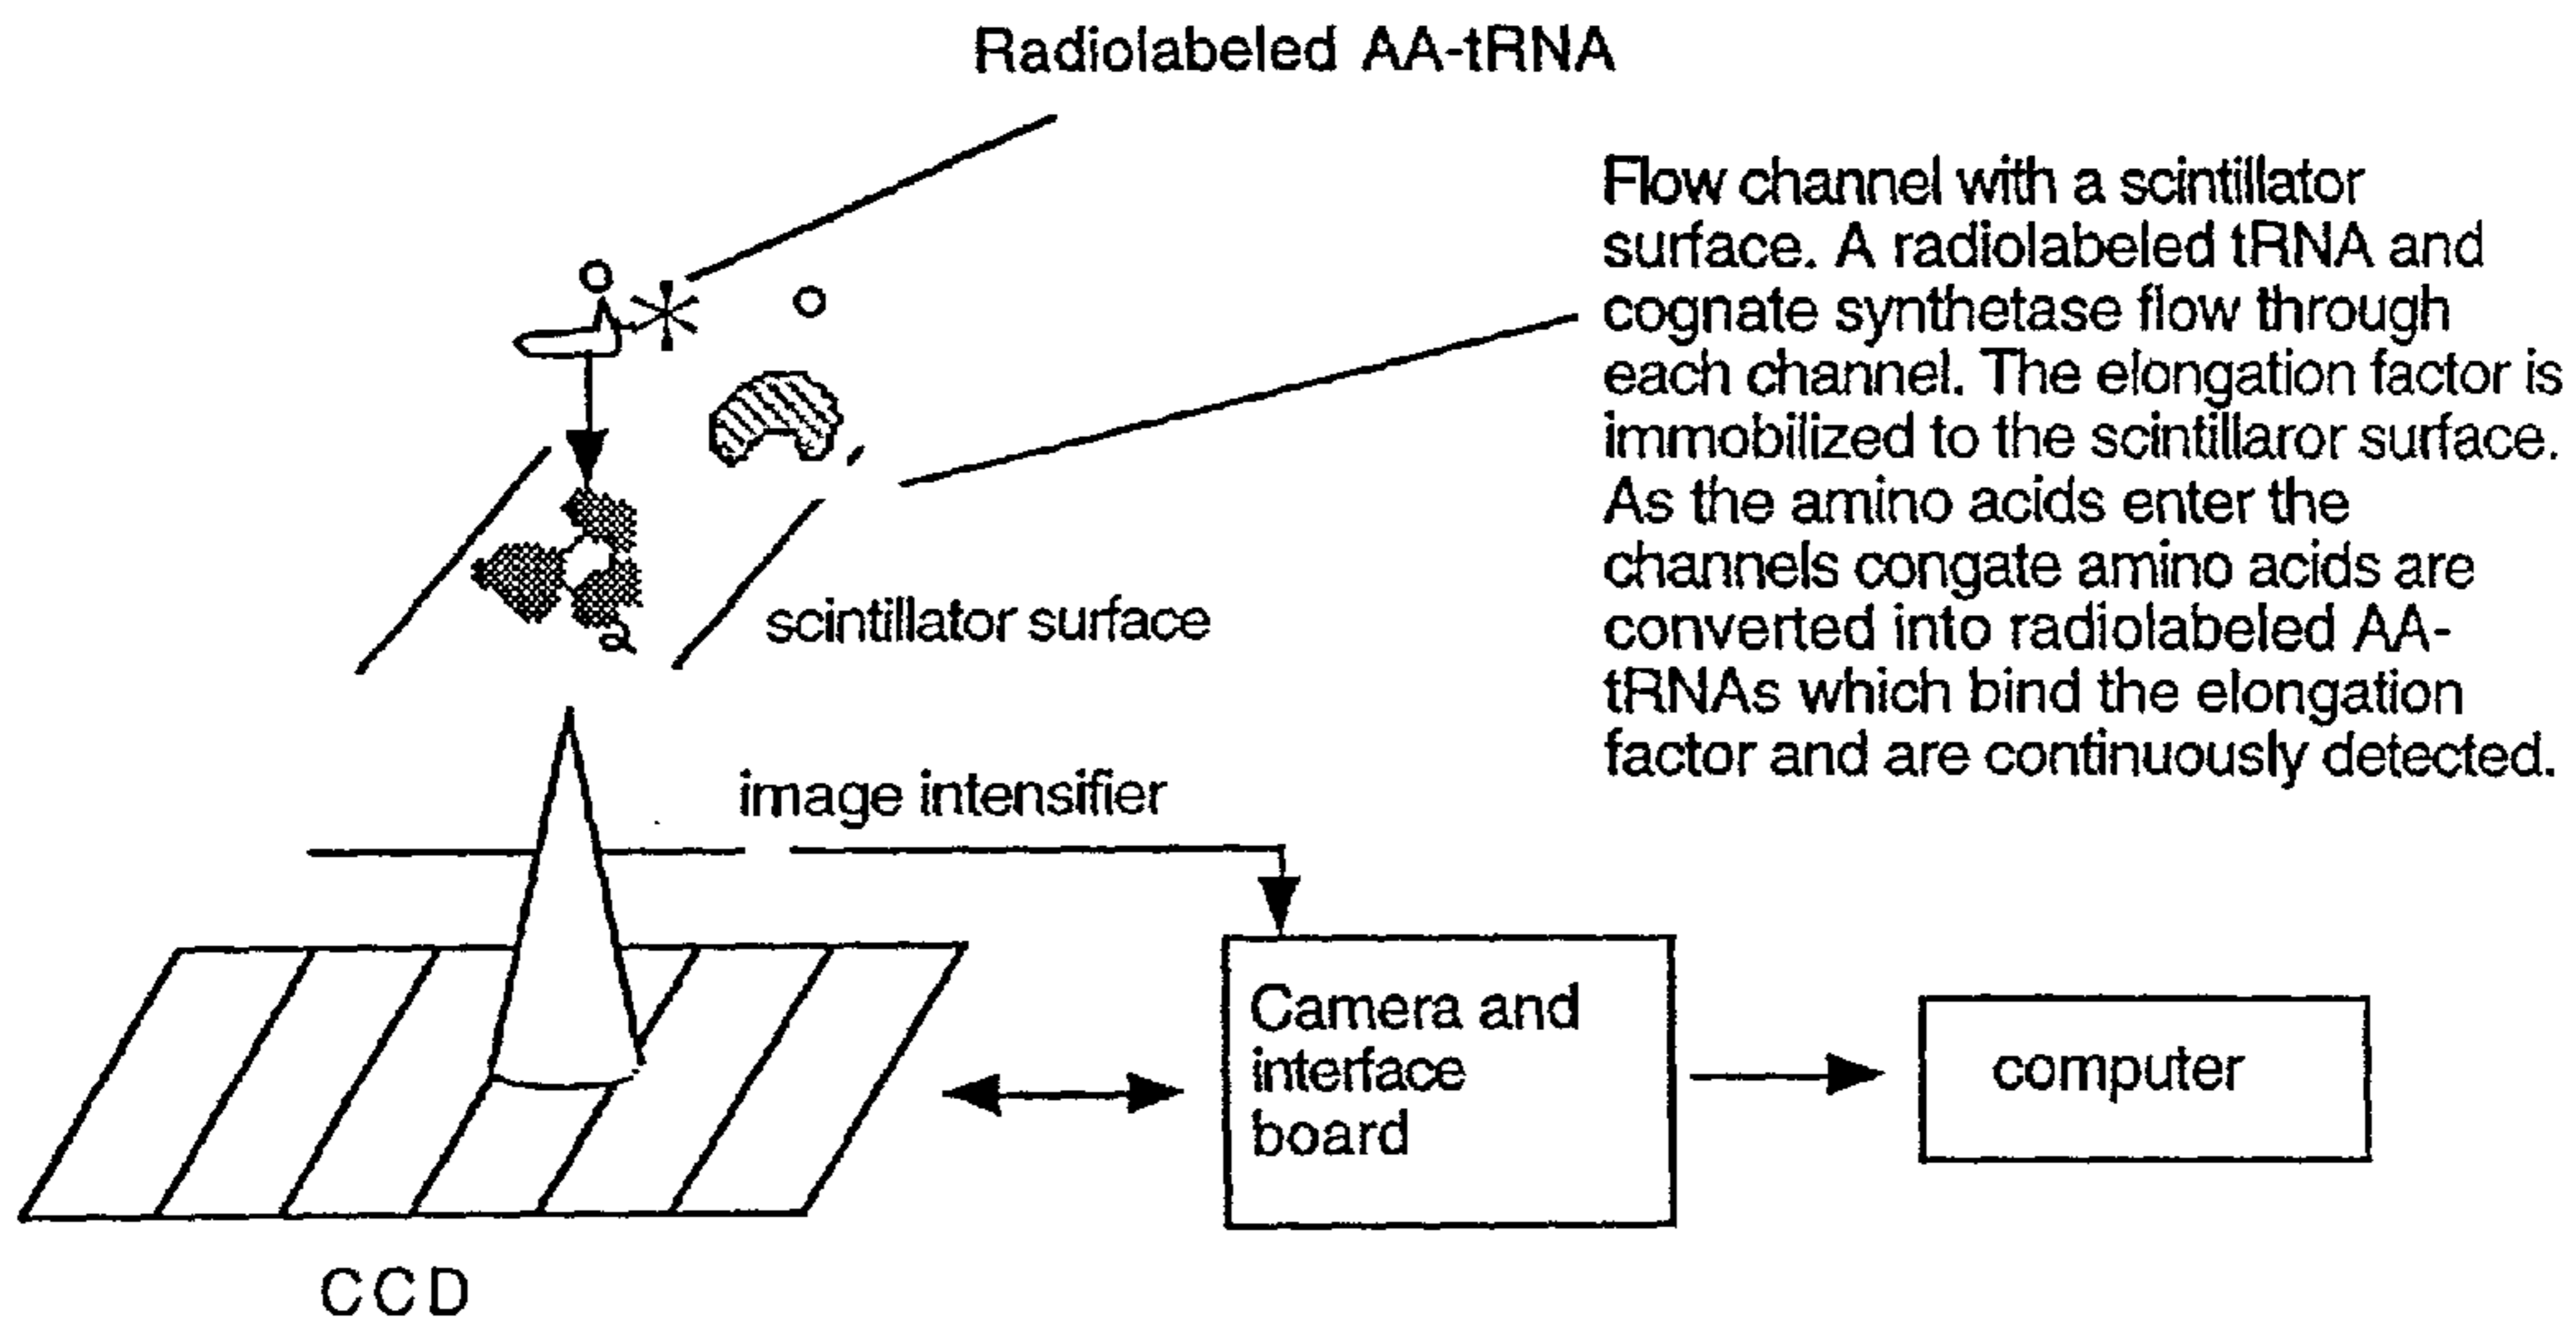 Radiolabeled AA-tRNA
Flow channel with a scintillator
surface. A radiolabeled tRNA and
cognate synthetase flow through
each channel. The elongation factor is
immobilized to the scintillaror surface.
As the amino acids enter the
channels congate amino acids are
converted into radiolabeled AA-
tRNAs which bind the elongation
factor and are continuously detected.
scintillator surface
image intensifier
Camera and
interface
board
computer
CCD